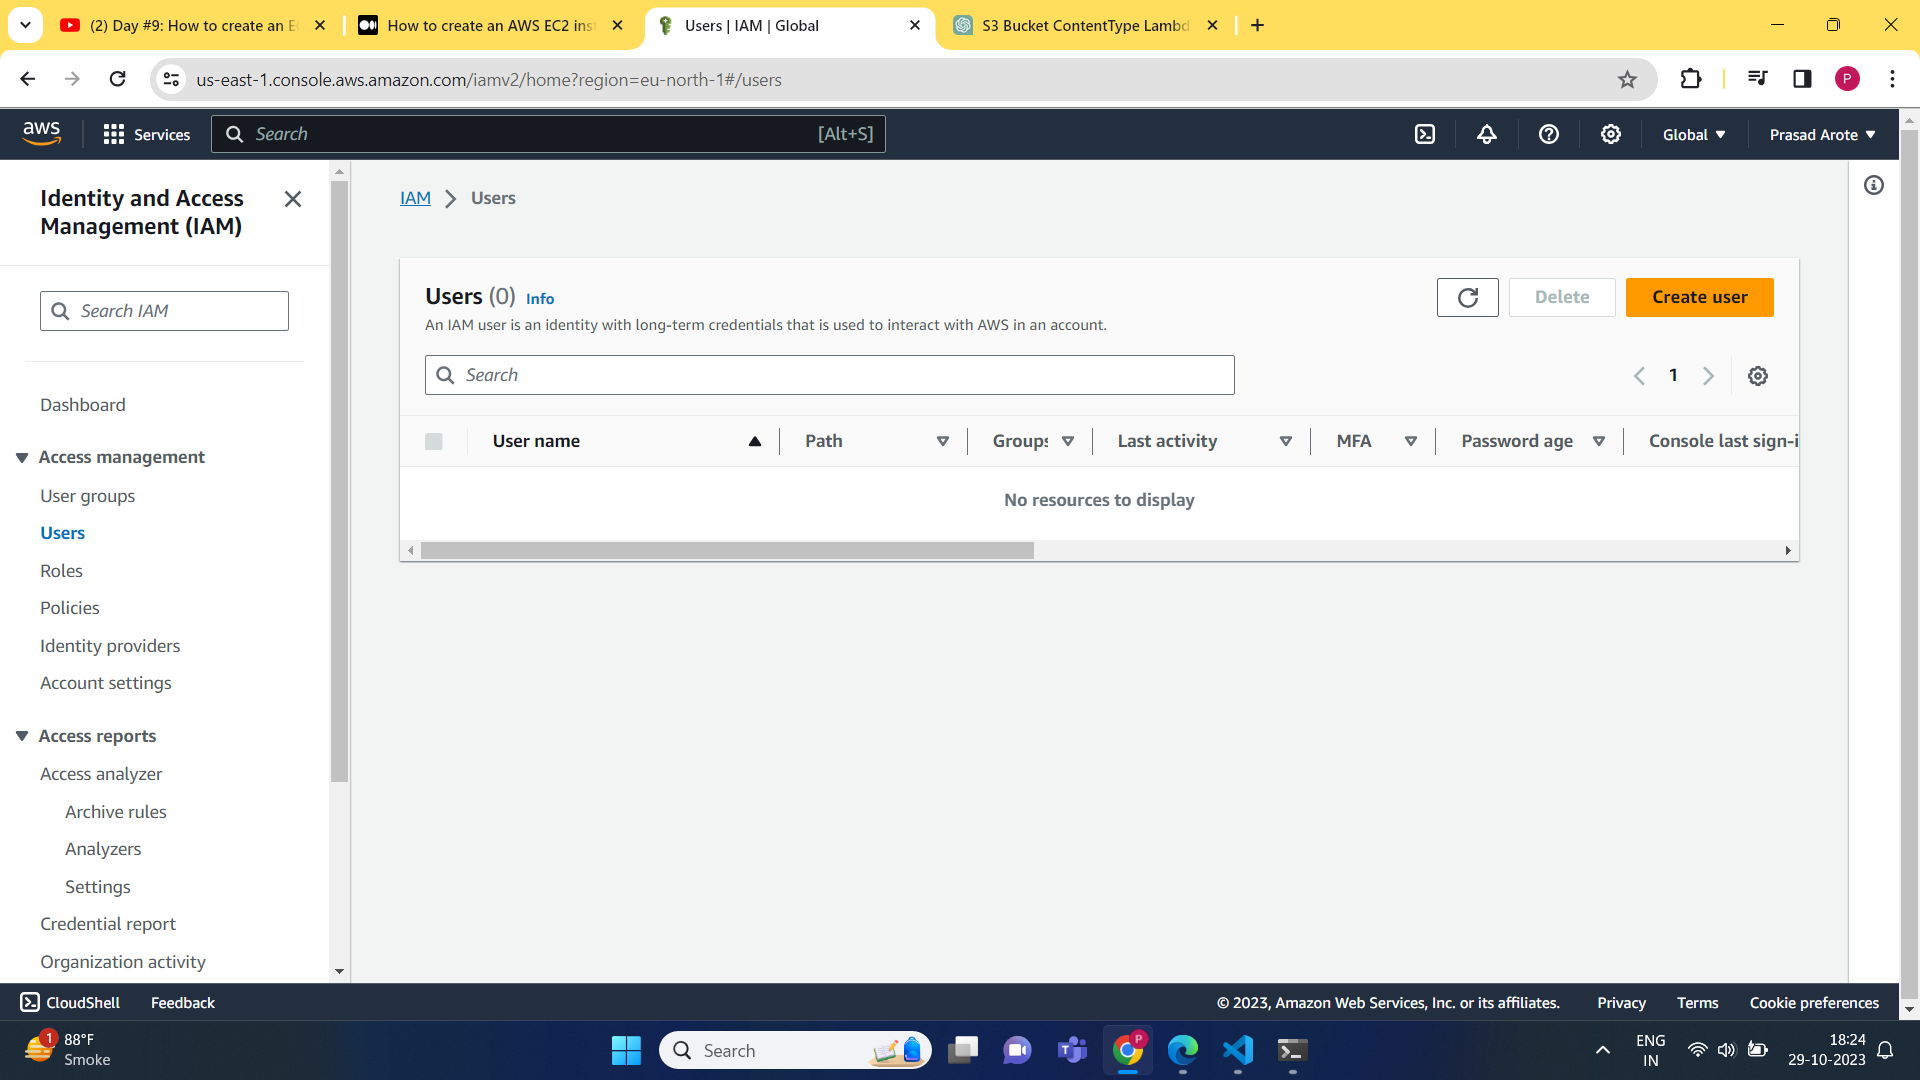 (2) Day #9: How to create an E
How to create an AWS EC2 inst
Users | IAM | Global
S3 Bucket ContentType Lambd
us-east-1.console.aws.amazon.com/iamv2/home?region=eu-north-1#/users
P
aws
Services
Search
[Alt+S]
Global
Prasad Arote
Identity and Access
Management (IAM)
Search IAM
Dashboard
Access management
User groups
Users
Roles
Policies
Identity providers
Account settings
Access reports
Access analyzer
Archive rules
Analyzers
Settings
Credential report
Organization activity
IAM
Users
Users (0) Info
An IAM user is an identity with long-term credentials that is used to interact with AWS in an account.
Delete
Create user
Search
1
User name
Path
Groups
Last activity
MFA
Password age
Console last sign-i
No resources to display
CloudShell
Feedback
© 2023, Amazon Web Services, Inc. or its affiliates.
Privacy
Terms
Cookie preferences
1
88°F
Smoke
Search
P
ENG
IN
18:24
29-10-2023